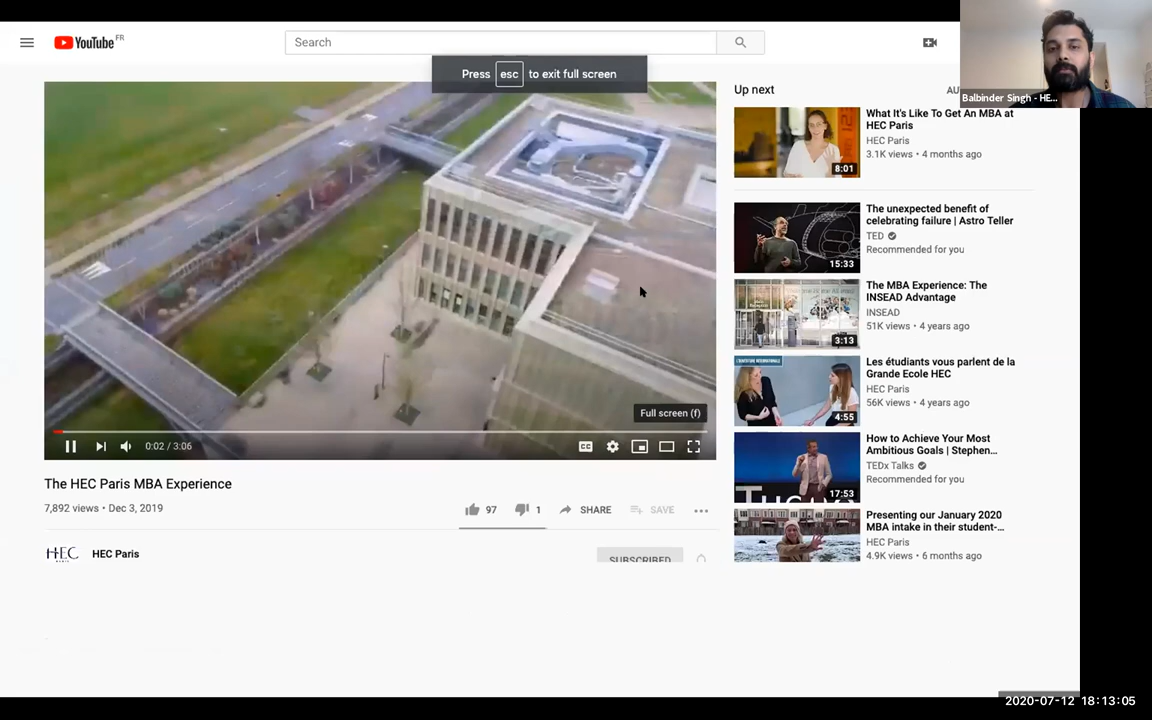 YouTube FR
Search
Press esc to exit full screen
Balbinder Singh - HE...
Up next
AU
What It's Like To Get An MBA at
HEC Paris
HEC Paris
3.1K views • 4 months ago
8:01
The unexpected benefit of
celebrating failure | Astro Teller
TED
Recommended for you
15:33
The MBA Experience: The
INSEAD Advantage
INSEAD
51K views • 4 years ago
3:13
Les étudiants vous parlent de la
Grande Ecole HEC
HEC Paris
56K views • 4 years ago
4:55
How to Achieve Your Most
Ambitious Goals | Stephen...
TEDx Talks
Recommended for you
17:53
Presenting our January 2020
MBA intake in their student-...
HEC Paris
4.9K views • 6 months ago
Full screen (f)
0:02 / 3:06
CC
The HEC Paris MBA Experience
7,892 views • Dec 3, 2019
97
1
SHARE
SAVE
HEC
PARIS
HEC Paris
SUBSCRIBED
2020-07-12 18:13:05